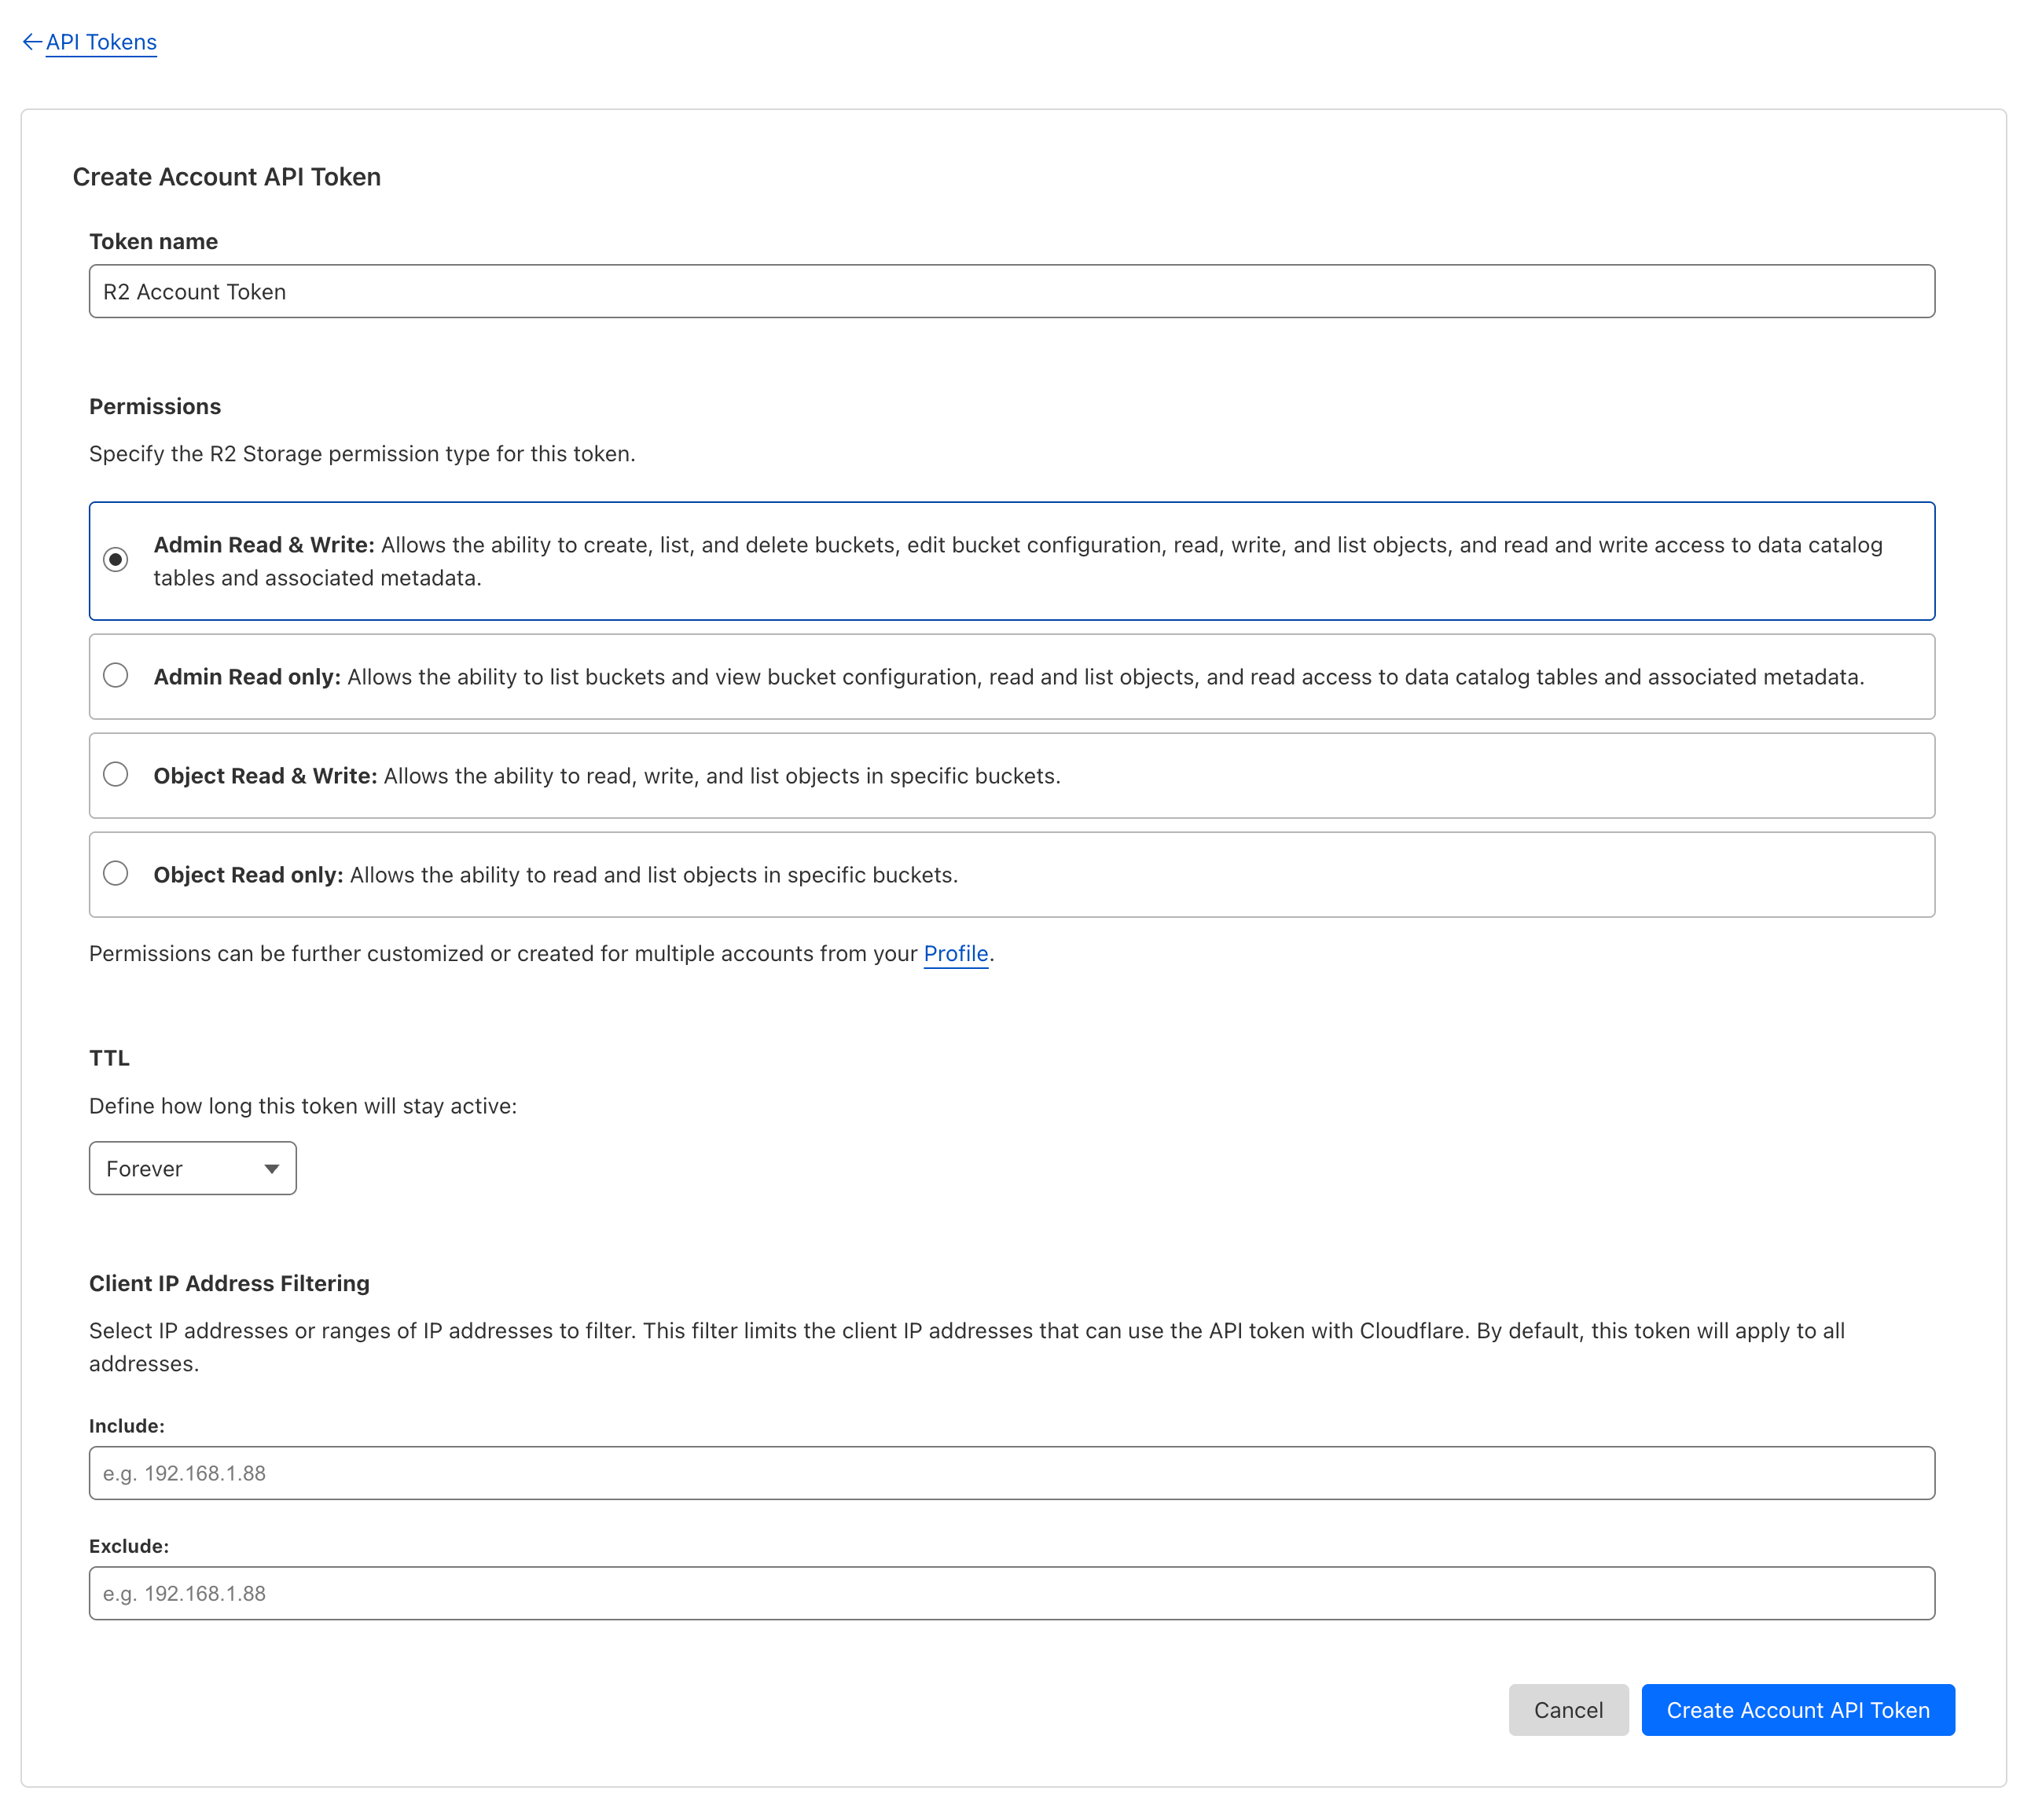 API Tokens
Create Account API Token
Token name
R2 Account Token
Permissions
Specify the R2 Storage permission type for this token.
Admin Read & Write: Allows the ability to create, list, and delete buckets, edit bucket configuration, read, write, and list objects, and read and write access to data catalog
tables and associated metadata.
Admin Read only: Allows the ability to list buckets and view bucket configuration, read and list objects, and read access to data catalog tables and associated metadata.
Object Read & Write: Allows the ability to read, write, and list objects in specific buckets.
Object Read only: Allows the ability to read and list objects in specific buckets.
Permissions can be further customized or created for multiple accounts from your Profile.
TTL
Define how long this token will stay active:
Forever
Client IP Address Filtering
Select IP addresses or ranges of IP addresses to filter. This filter limits the client IP addresses that can use the API token with Cloudflare. By default, this token will apply to all
addresses.
Include:
e.g. 192.168.1.88
Exclude:
e.g. 192.168.1.88
Cancel
Create Account API Token